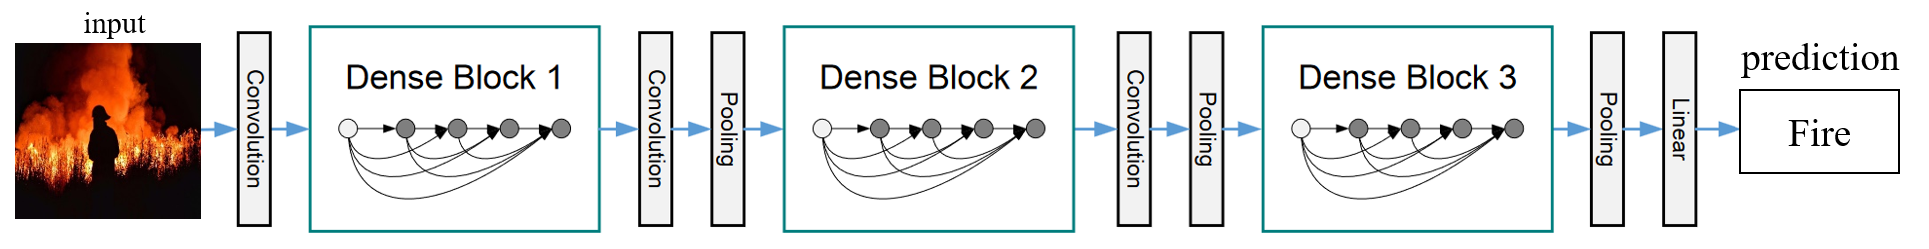 input
Convolution
Dense Block 1
Convolution
Pooling
Dense Block 2
Convolution
Pooling
Dense Block 3
Pooling
Linear
prediction
Fire